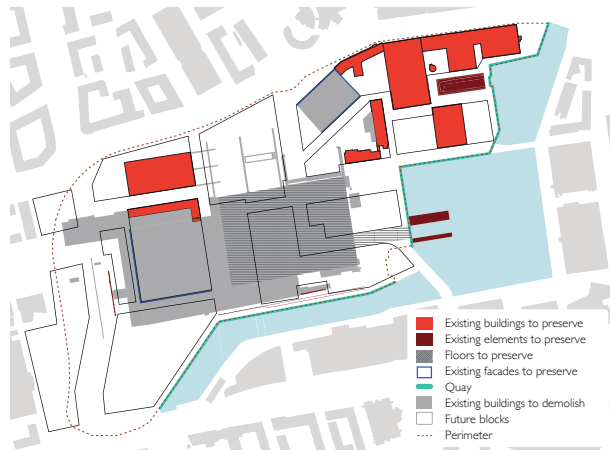 Existing buildings to preserve
Existing elements to preserve
Floors to preserve
Existing facades to preserve
Quay
Existing buildings to demolish
Future blocks
Perimeter